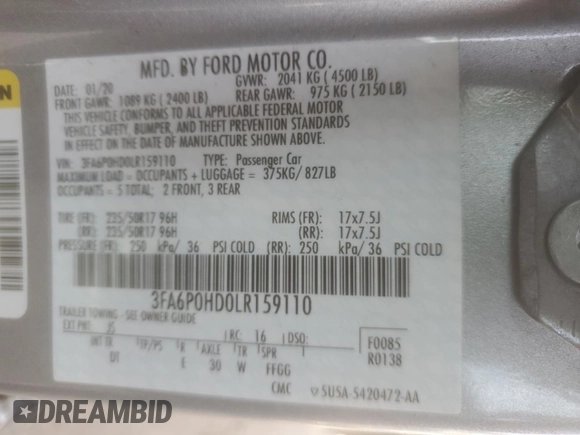 MFD. BY FORD MOTOR CO.
DATE: 01/20 GVWR: 2041 KG ( 4500 LB)
FRONT GAWR: 1089 KG ( 2400 LB) REAR GAWR: 975 KG ( 2150 LB)
THIS VEHICLE CONFORMS TO ALL APPLICABLE FEDERAL MOTOR
VEHICLE SAFETY, BUMPER, AND THEFT PREVENTION STANDARDS
IN EFFECT ON THE DATE OF MANUFACTURE SHOWN ABOVE.
VIN: 3FA6P0HD0LR159110 TYPE: Passenger Car
MAXIMUM LOAD = OCCUPANTS + LUGGAGE = 375KG/ 827LB
OCCUPANTS = 5 TOTAL: 2 FRONT, 3 REAR
TIRE (FR): 235/50R17 96H RIMS (FR): 17x7.5J
(RR): 235/50R17 96H (RR): 17x7.5J
PRESSURE (FR): 250 kPa/ 36 PSI COLD (RR): 250 kPa/ 36 PSI COLD
3FA6P0HD0LR159110
TRAILER TOWING - SEE OWNER GUIDE
EXT PNT: JS RC: 16 DSO: F0085
INT TR TP/PS R AXLE TR SPR R0138
DT E 30 W FFGG
CMC 5U5A-5420472-AA
DREAMBID DREAMBID